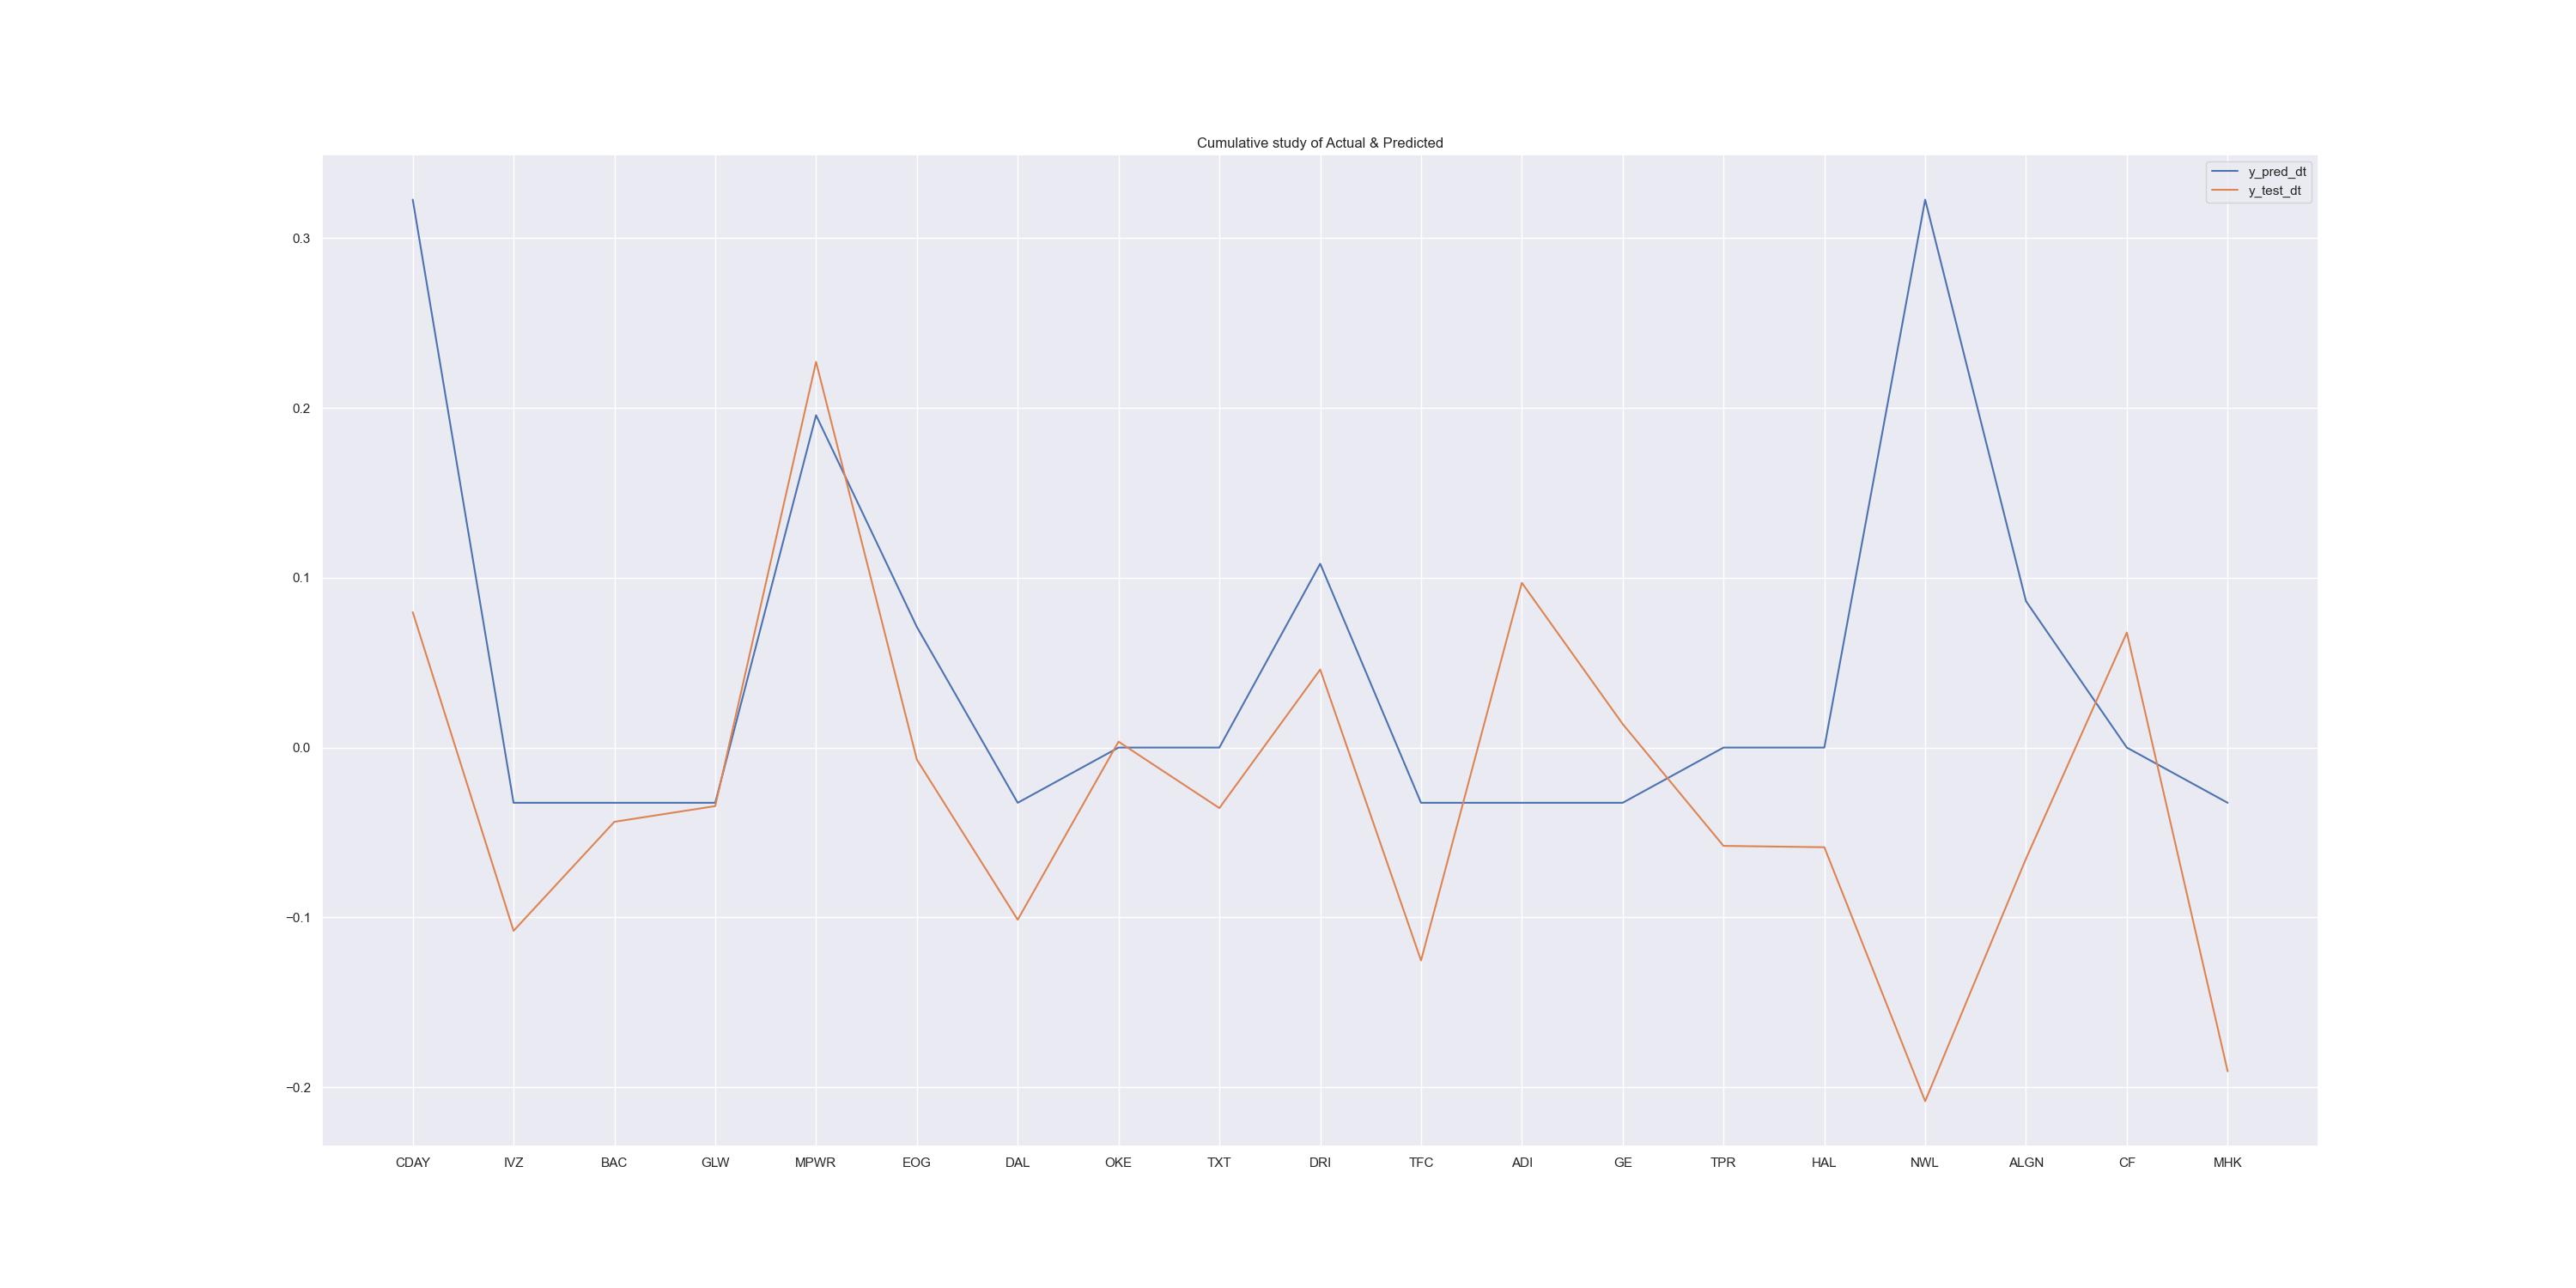 Cumulative study of Actual & Predicted
y_pred_dt
y_test_dt
0.3
0.2
0.1
0.0
−0.1
−0.2
CDAY IVZ BAC GLW MPWR EOG DAL OKE TXT DRI TFC ADI GE TPR HAL NWL ALGN CF MHK